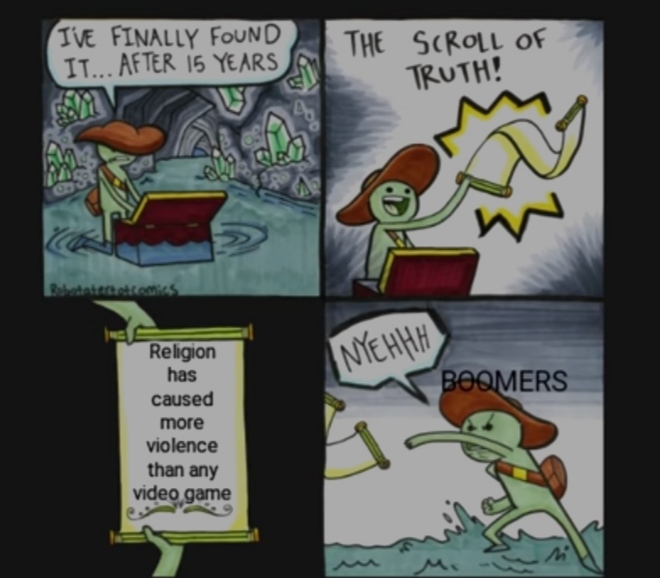 I'VE FINALLY FOUND
IT... AFTER 15 YEARS
THE SCROLL OF
TRUTH!
Robotatertotcomics
Religion
has
caused
more
violence
than any
video game
NYEHHH
BOOMERS